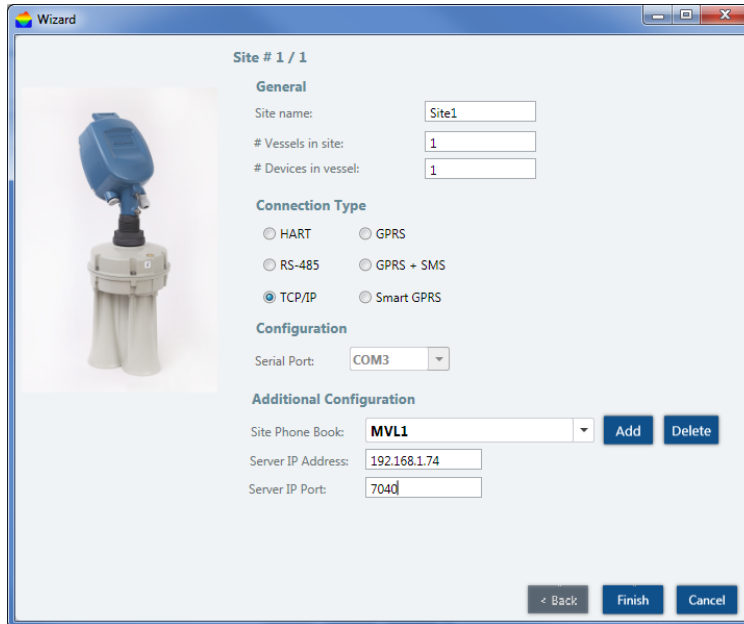 Wizard
Site # 1 / 1
General
Site name: Site1
# Vessels in site: 1
# Devices in vessel: 1
Connection Type
HART GPRS
RS-485 GPRS + SMS
TCP/IP Smart GPRS
Configuration
Serial Port: COM3
Additional Configuration
Site Phone Book: MVL1 Add Delete
Server IP Address: 192.168.1.74
Server IP Port: 7040
< Back Finish Cancel